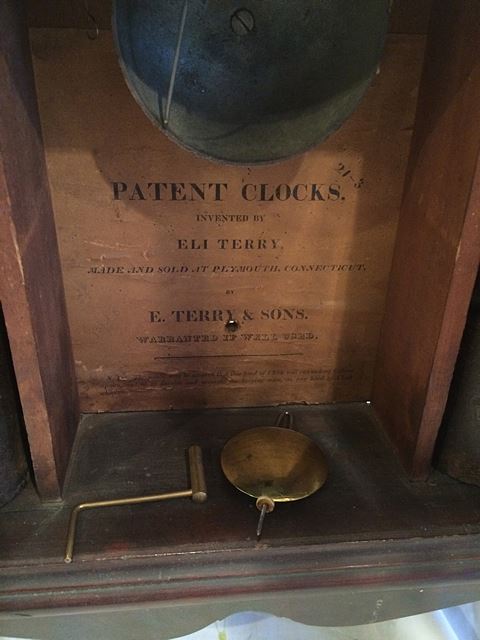 21-3
PATENT CLOCKS,
INVENTED BY
ELI TERRY,
MADE AND SOLD AT PLYMOUTH, CONNECTICUT,
BY
E. TERRY & SONS.
WARRANTED IF WELL USED.